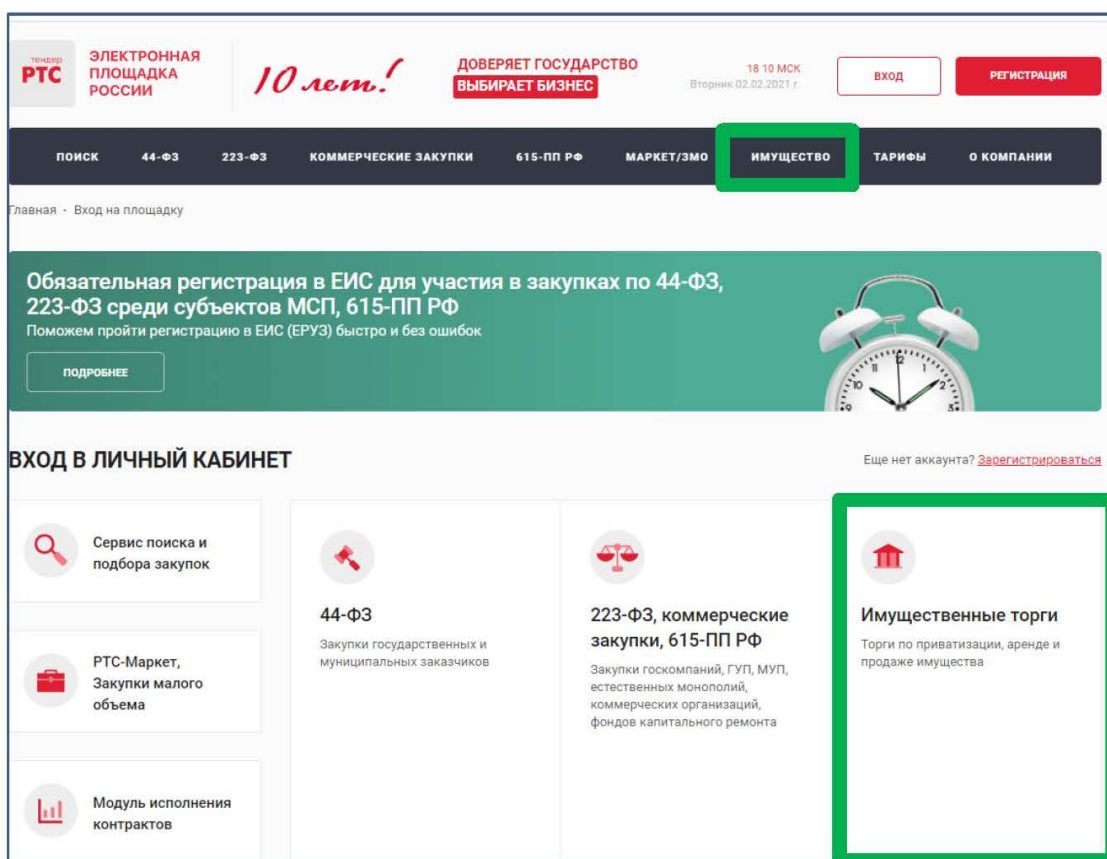 тендер
РТС
ЭЛЕКТРОННАЯ
ПЛОЩАДКА
РОССИИ
10 лет!
ДОВЕРЯЕТ ГОСУДАРСТВО
ВЫБИРАЕТ БИЗНЕС
18 10 МСК
Вторник 02.02.2021 г.
ВХОД
РЕГИСТРАЦИЯ
ПОИСК 44-ФЗ 223-ФЗ КОММЕРЧЕСКИЕ ЗАКУПКИ 615-ПП РФ МАРКЕТ/ЗМО ИМУЩЕСТВО ТАРИФЫ О КОМПАНИИ
Главная · Вход на площадку
Обязательная регистрация в ЕИС для участия в закупках по 44-ФЗ,
223-ФЗ среди субъектов МСП, 615-ПП РФ
Поможем пройти регистрацию в ЕИС (ЕРУЗ) быстро и без ошибок
ПОДРОБНЕЕ
ВХОД В ЛИЧНЫЙ КАБИНЕТ
Еще нет аккаунта? Зарегистрироваться
Сервис поиска и
подбора закупок
РТС-Маркет,
Закупки малого
объема
Модуль исполнения
контрактов
44-ФЗ
Закупки государственных и
муниципальных заказчиков
223-ФЗ, коммерческие
закупки, 615-ПП РФ
Закупки госкомпаний, ГУП, МУП,
естественных монополий,
коммерческих организаций,
фондов капитального ремонта
Имущественные торги
Торги по приватизации, аренде и
продаже имущества